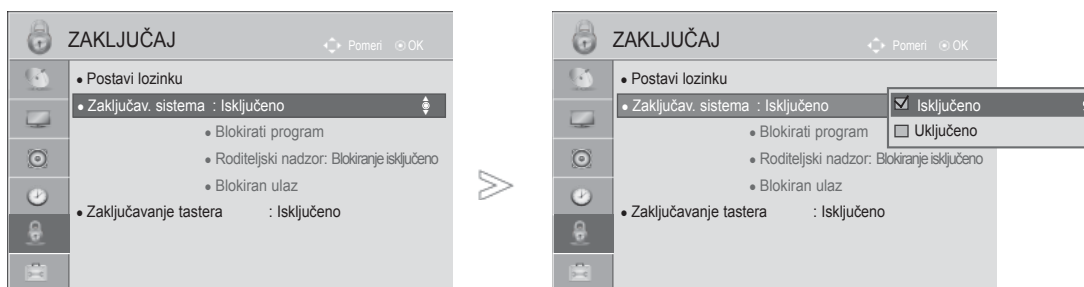 ZAKLJUČAJ
Pomeri OK
• Postavi lozinku
• Zaključav. sistema : Isključeno
• Blokirati program
• Roditeljski nadzor: Blokiranje isključeno
• Blokiran ulaz
• Zaključavanje tastera : Isključeno
ZAKLJUČAJ
Pomeri OK
• Postavi lozinku
• Zaključav. sistema : Isključeno
Isključeno
Uključeno
• Blokirati program
• Roditeljski nadzor: Blokiranje isključeno
• Blokiran ulaz
• Zaključavanje tastera : Isključeno